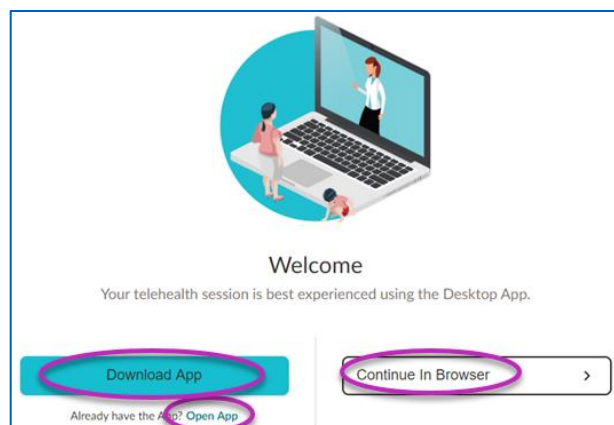 Welcome
Your telehealth session is best experienced using the Desktop App.
Download App
Already have the App? Open App
Continue In Browser